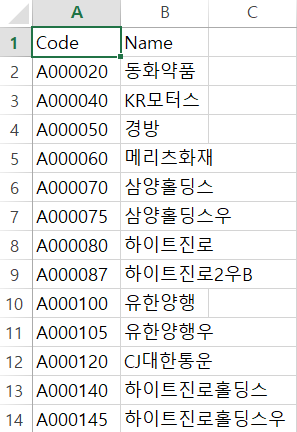 A B C
1 Code Name
2 A000020 동화약품
3 A000040 KR모터스
4 A000050 경방
5 A000060 메리츠화재
6 A000070 삼양홀딩스
7 A000075 삼양홀딩스우
8 A000080 하이트진로
9 A000087 하이트진로2우B
10 A000100 유한양행
11 A000105 유한양행우
12 A000120 CJ대한통운
13 A000140 하이트진로홀딩스
14 A000145 하이트진로홀딩스우